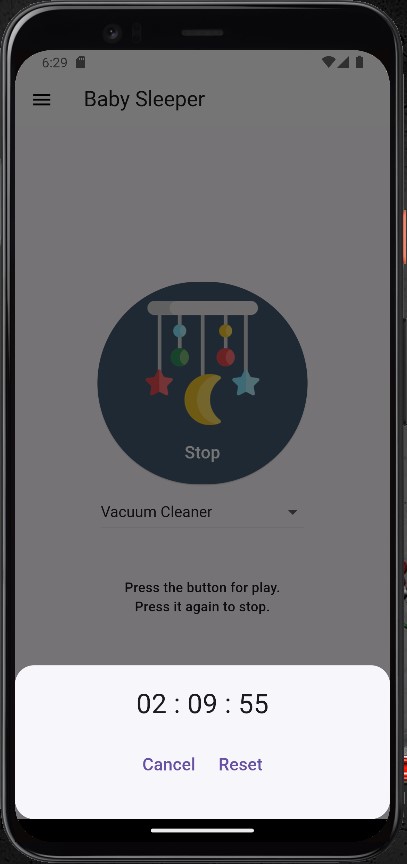 6:29
Baby Sleeper
Stop
Vacuum Cleaner
Press the button for play.
Press it again to stop.
02 : 09 : 55
Cancel Reset